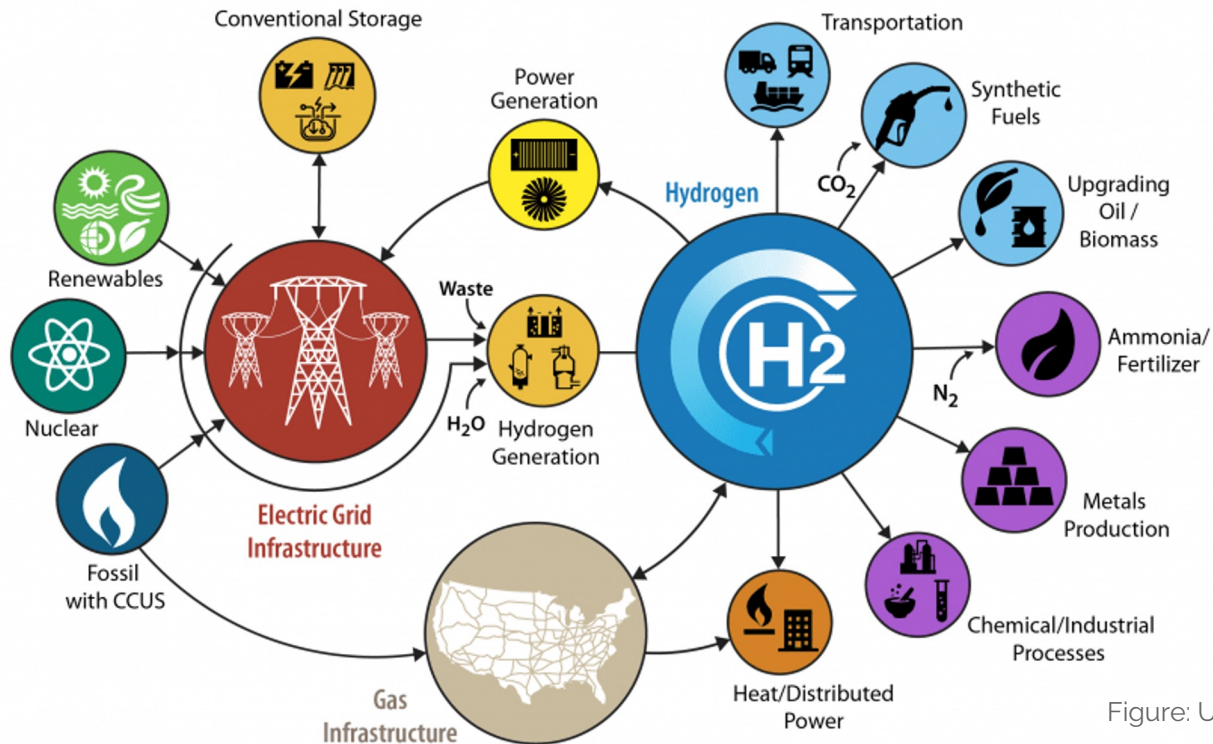 Conventional Storage
Power
Generation
Transportation
Synthetic
Fuels
CO2
Hydrogen
Upgrading
Oil /
Biomass
Renewables
Waste
H2
Ammonia/
Fertilizer
N2
Nuclear
H2O
Hydrogen
Generation
Electric Grid
Infrastructure
Metals
Production
Fossil
with CCUS
Chemical/Industrial
Processes
Gas
Infrastructure
Heat/Distributed
Power
Figure: U